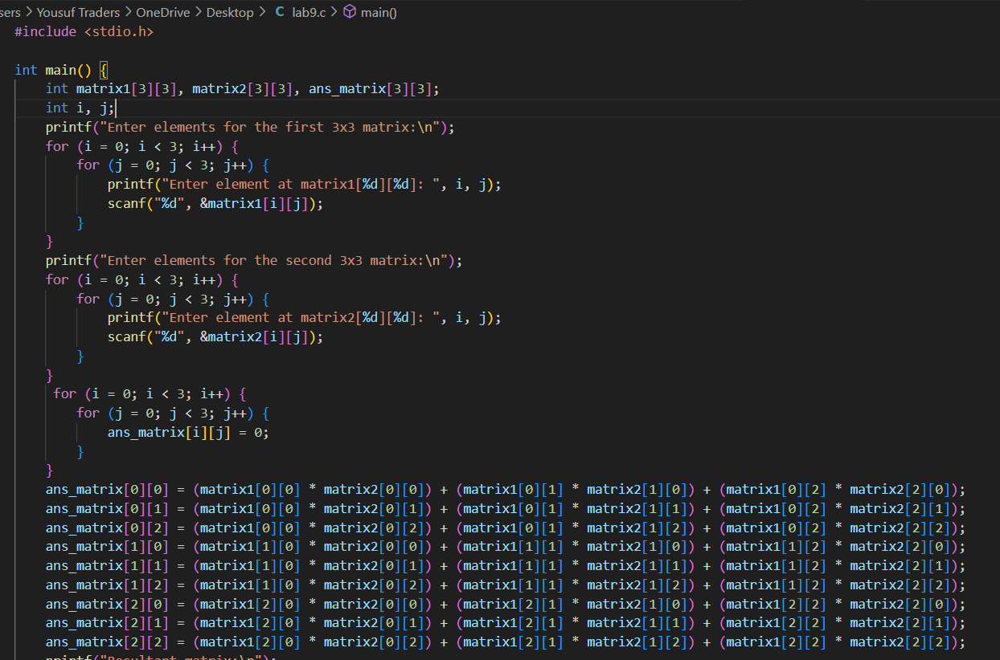 sers > Yousuf Traders > OneDrive > Desktop > C lab9.c > main()
#include <stdio.h>
int main() {
    int matrix1[3][3], matrix2[3][3], ans_matrix[3][3];
    int i, j;
    printf("Enter elements for the first 3x3 matrix:\n");
    for (i = 0; i < 3; i++) {
        for (j = 0; j < 3; j++) {
            printf("Enter element at matrix1[%d][%d]: ", i, j);
            scanf("%d", &matrix1[i][j]);
        }
    }
    printf("Enter elements for the second 3x3 matrix:\n");
    for (i = 0; i < 3; i++) {
        for (j = 0; j < 3; j++) {
            printf("Enter element at matrix2[%d][%d]: ", i, j);
            scanf("%d", &matrix2[i][j]);
        }
    }
     for (i = 0; i < 3; i++) {
        for (j = 0; j < 3; j++) {
            ans_matrix[i][j] = 0;
        }
    }
    ans_matrix[0][0] = (matrix1[0][0] * matrix2[0][0]) + (matrix1[0][1] * matrix2[1][0]) + (matrix1[0][2] * matrix2[2][0]);
    ans_matrix[0][1] = (matrix1[0][0] * matrix2[0][1]) + (matrix1[0][1] * matrix2[1][1]) + (matrix1[0][2] * matrix2[2][1]);
    ans_matrix[0][2] = (matrix1[0][0] * matrix2[0][2]) + (matrix1[0][1] * matrix2[1][2]) + (matrix1[0][2] * matrix2[2][2]);
    ans_matrix[1][0] = (matrix1[1][0] * matrix2[0][0]) + (matrix1[1][1] * matrix2[1][0]) + (matrix1[1][2] * matrix2[2][0]);
    ans_matrix[1][1] = (matrix1[1][0] * matrix2[0][1]) + (matrix1[1][1] * matrix2[1][1]) + (matrix1[1][2] * matrix2[2][1]);
    ans_matrix[1][2] = (matrix1[1][0] * matrix2[0][2]) + (matrix1[1][1] * matrix2[1][2]) + (matrix1[1][2] * matrix2[2][2]);
    ans_matrix[2][0] = (matrix1[2][0] * matrix2[0][0]) + (matrix1[2][1] * matrix2[1][0]) + (matrix1[2][2] * matrix2[2][0]);
    ans_matrix[2][1] = (matrix1[2][0] * matrix2[0][1]) + (matrix1[2][1] * matrix2[1][1]) + (matrix1[2][2] * matrix2[2][1]);
    ans_matrix[2][2] = (matrix1[2][0] * matrix2[0][2]) + (matrix1[2][1] * matrix2[1][2]) + (matrix1[2][2] * matrix2[2][2]);
    printf("Resultant matrix:\n");